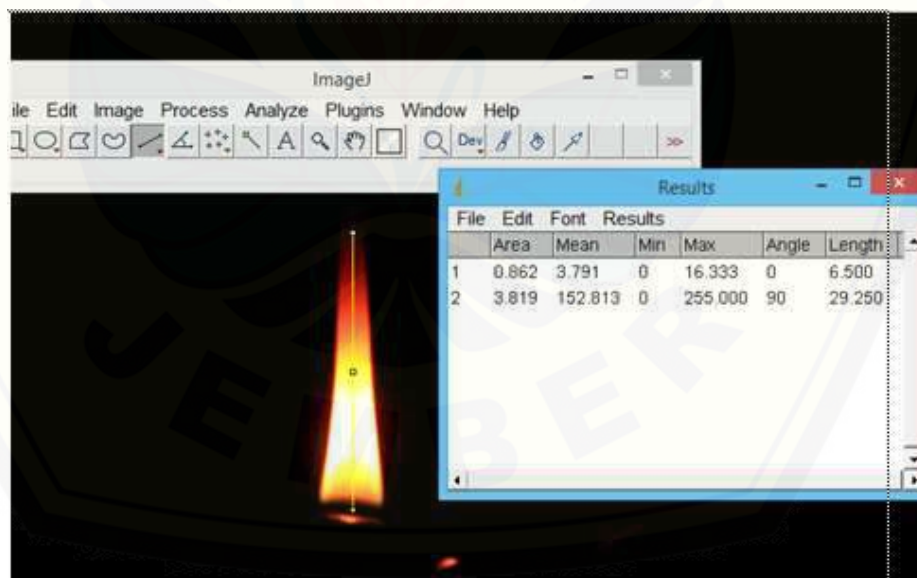 ImageJ
ile Edit Image Process Analyze Plugins Window Help
A Dev >>
Results
File Edit Font Results
Area Mean Min Max Angle Length
1 0.862 3.791 0 16.333 0 6.500
2 3.819 152.813 0 255.000 90 29.250
JEMBER